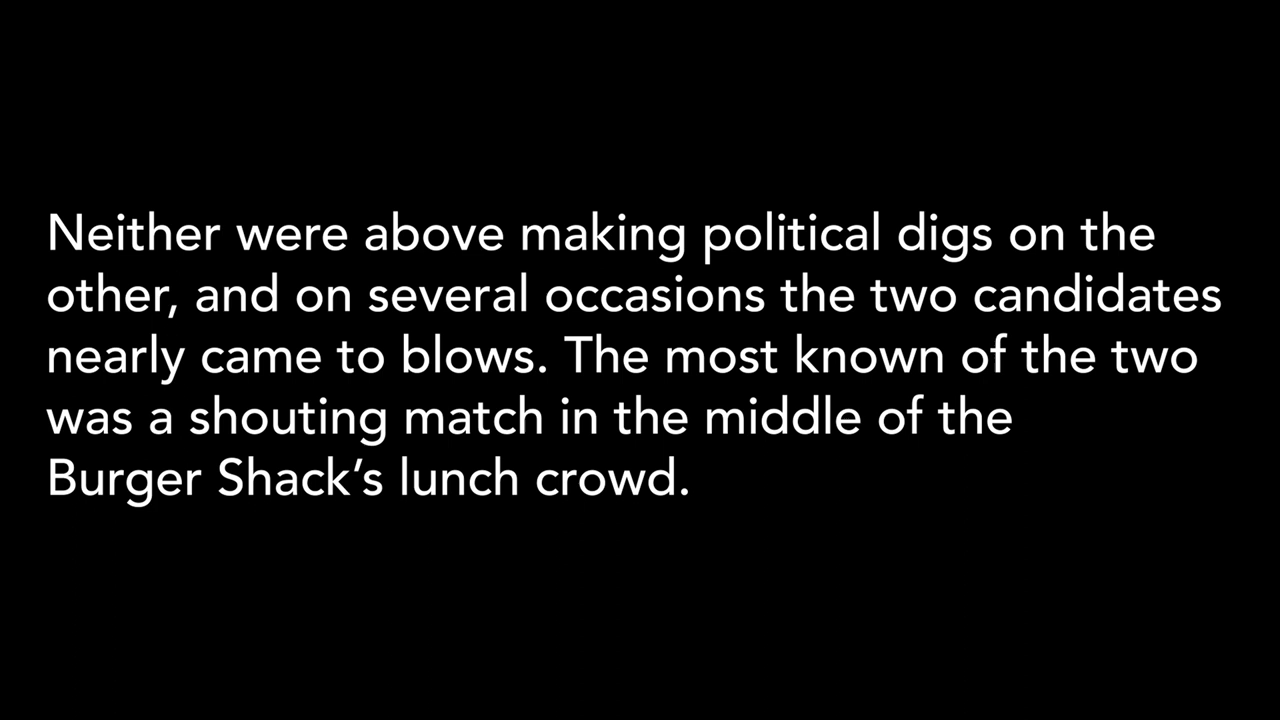 Neither were above making political digs on the
other, and on several occasions the two candidates
nearly came to blows. The most known of the two
was a shouting match in the middle of the
Burger Shack’s lunch crowd.